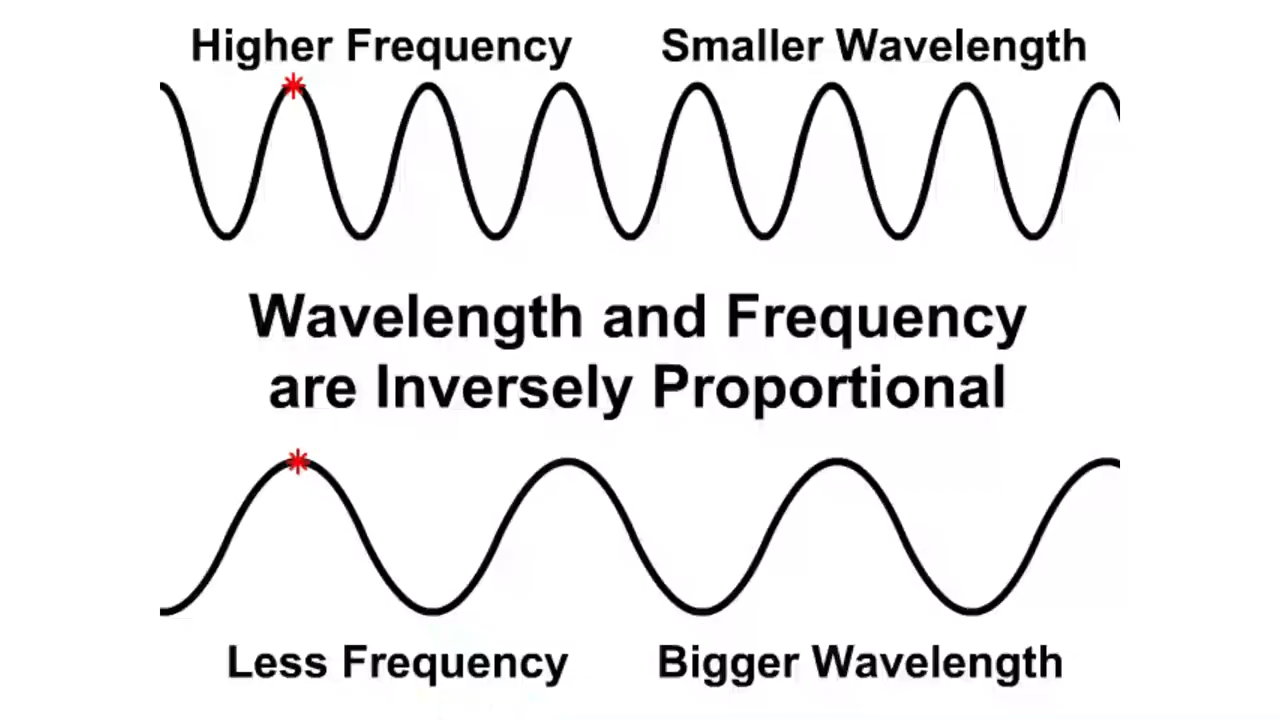 Higher Frequency Smaller Wavelength
Wavelength and Frequency
are Inversely Proportional
Less Frequency Bigger Wavelength